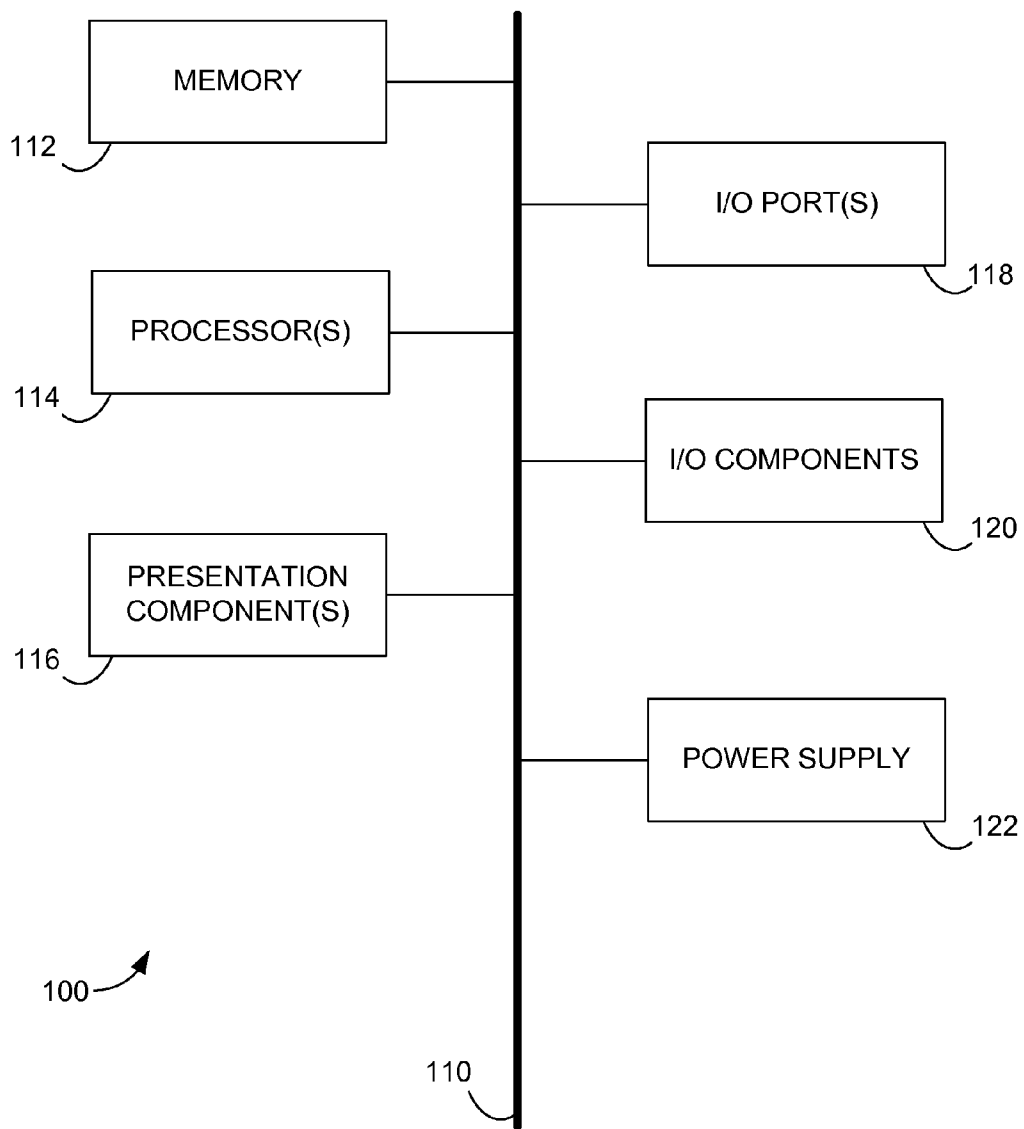 MEMORY
112
I/O PORT(S)
118
PROCESSOR(S)
114
I/O COMPONENTS
120
PRESENTATION
COMPONENT(S)
116
POWER SUPPLY
122
100
110